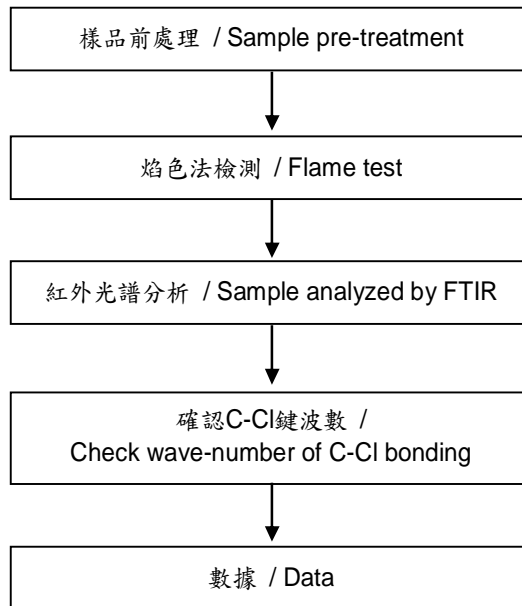 樣品前處理 / Sample pre-treatment
焰色法檢測 / Flame test
紅外光譜分析 / Sample analyzed by FTIR
確認C-Cl鍵波數 /
Check wave-number of C-Cl bonding
數據 / Data